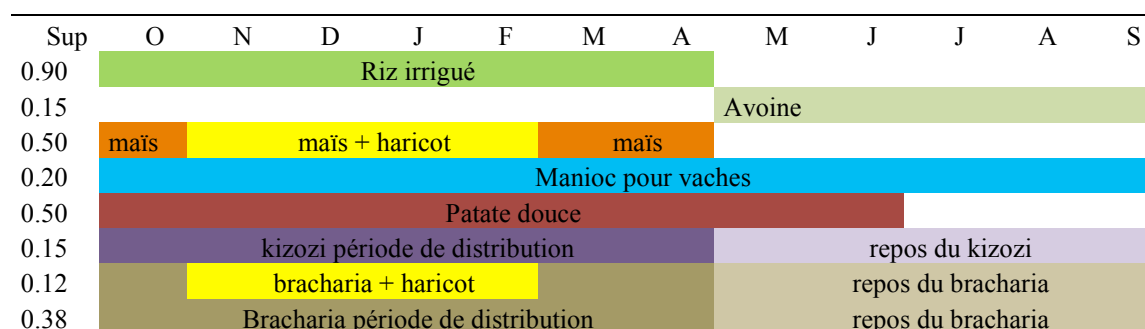 Sup O N D J F M A M J J A S
0.90 Riz irrigué
0.15 Avoine
0.50 maïs maïs + haricot maïs
0.20 Manioc pour vaches
0.50 Patate douce
0.15 kizozi période de distribution repos du kizozi
0.12 bracharia + haricot repos du bracharia
0.38 Bracharia période de distribution repos du bracharia